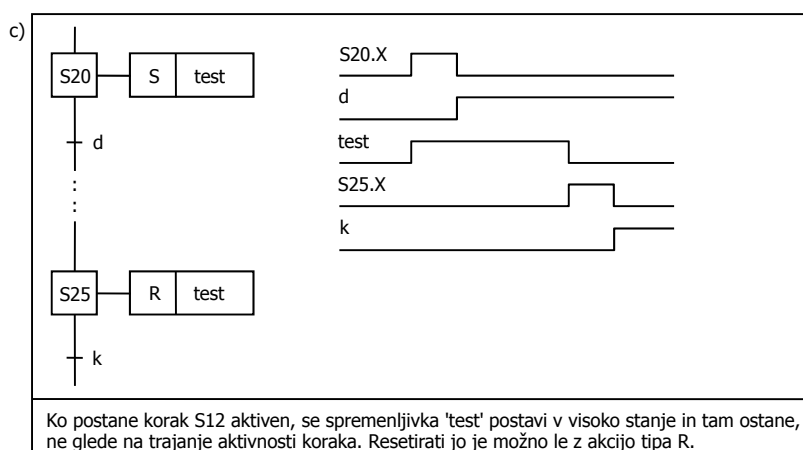 c)
S20 S test
d
S25 R test
k
S20.X
d
test
S25.X
k
Ko postane korak S12 aktiven, se spremenljivka 'test' postavi v visoko stanje in tam ostane,
ne glede na trajanje aktivnosti koraka. Resetirati jo je možno le z akcijo tipa R.